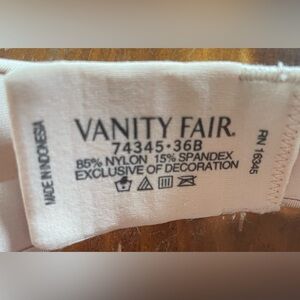 MADE IN INDONESIA
VANITY FAIR.
74345•36B
85% NYLON 15% SPANDEX
EXCLUSIVE OF DECORATION
RN 16345